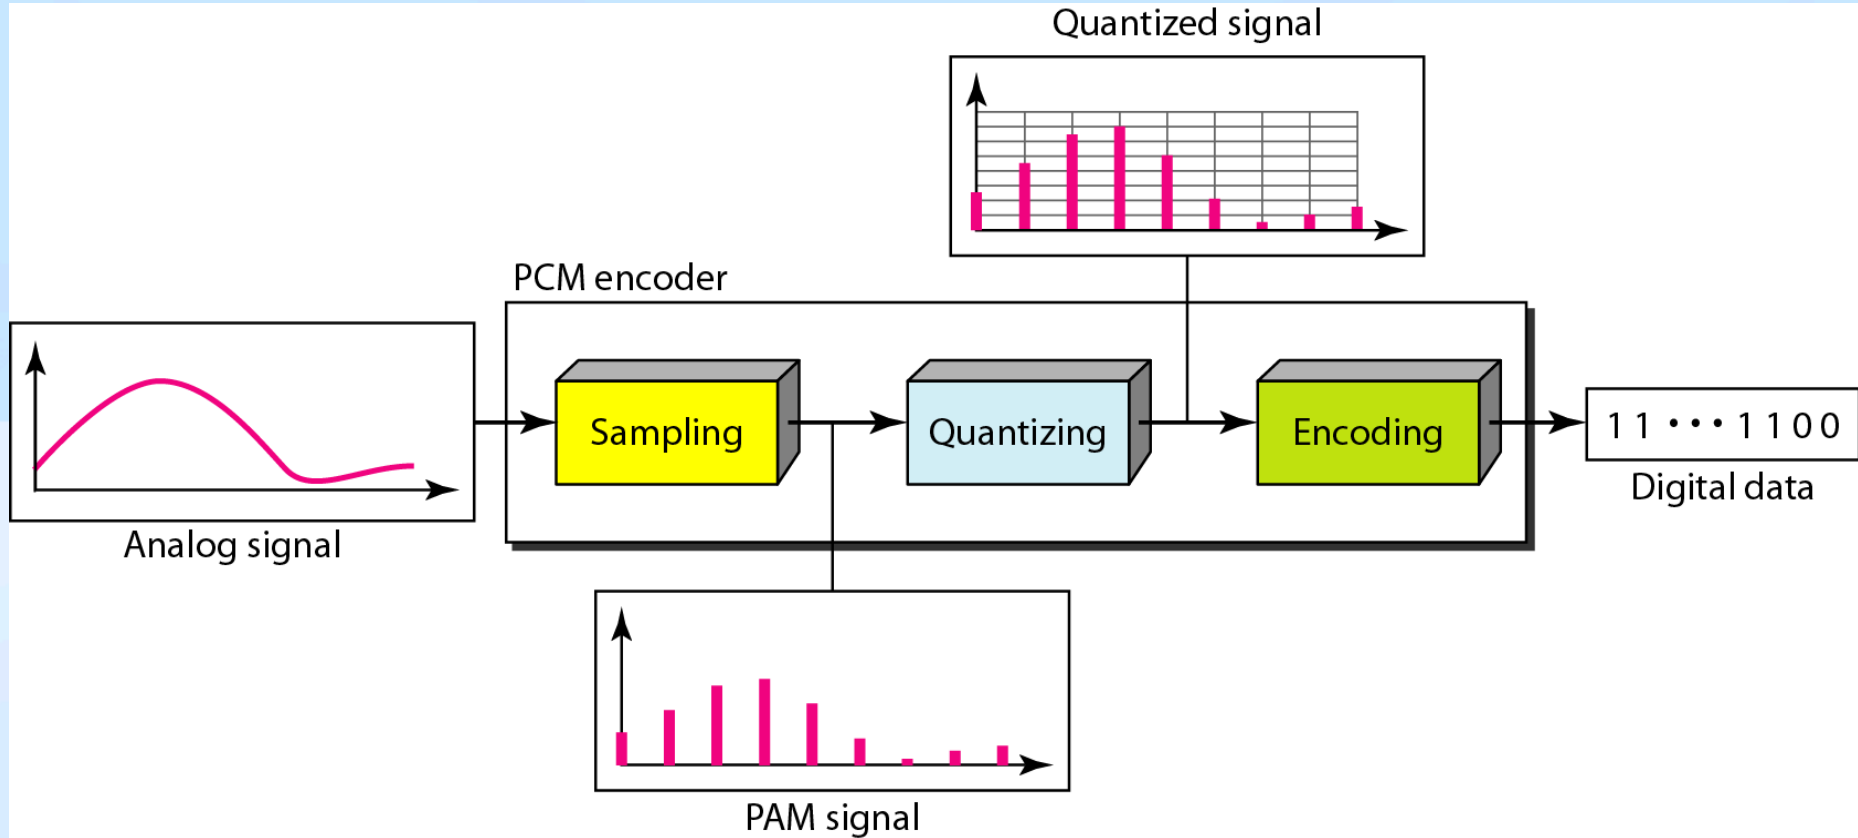 Quantized signal
PCM encoder
Sampling
Quantizing
Encoding
11 • • • 1100
Digital data
Analog signal
PAM signal